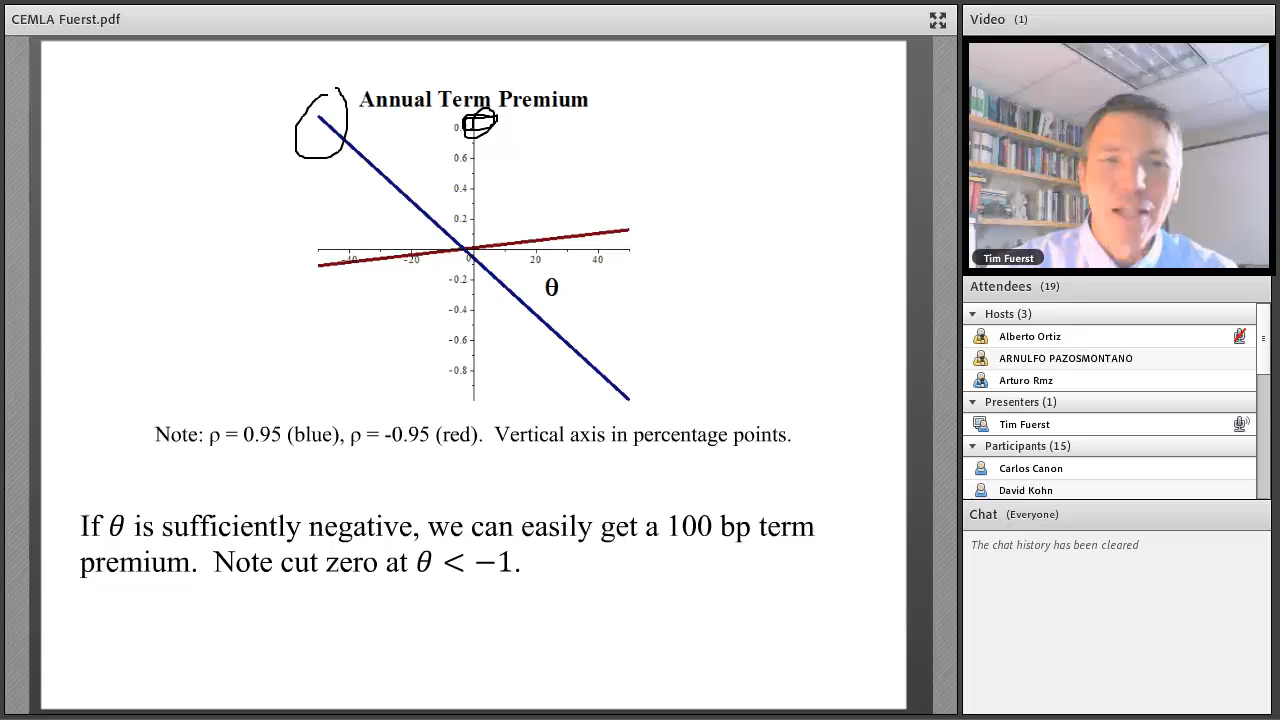 CEMLA Fuerst.pdf
Annual Term Premium
0.6
0.4
0.2
-40 -20 0 20 40
-0.2
θ
-0.4
-0.6
-0.8
Note: ρ = 0.95 (blue), ρ = -0.95 (red). Vertical axis in percentage points.
If θ is sufficiently negative, we can easily get a 100 bp term
premium. Note cut zero at θ < −1.
Video (1)
Tim Fuerst
Attendees (19)
Hosts (3)
Alberto Ortiz
ARNULFO PAZOSMONTANO
Arturo Rmz
Presenters (1)
Tim Fuerst
Participants (15)
Carlos Canon
David Kohn
Chat (Everyone)
The chat history has been cleared